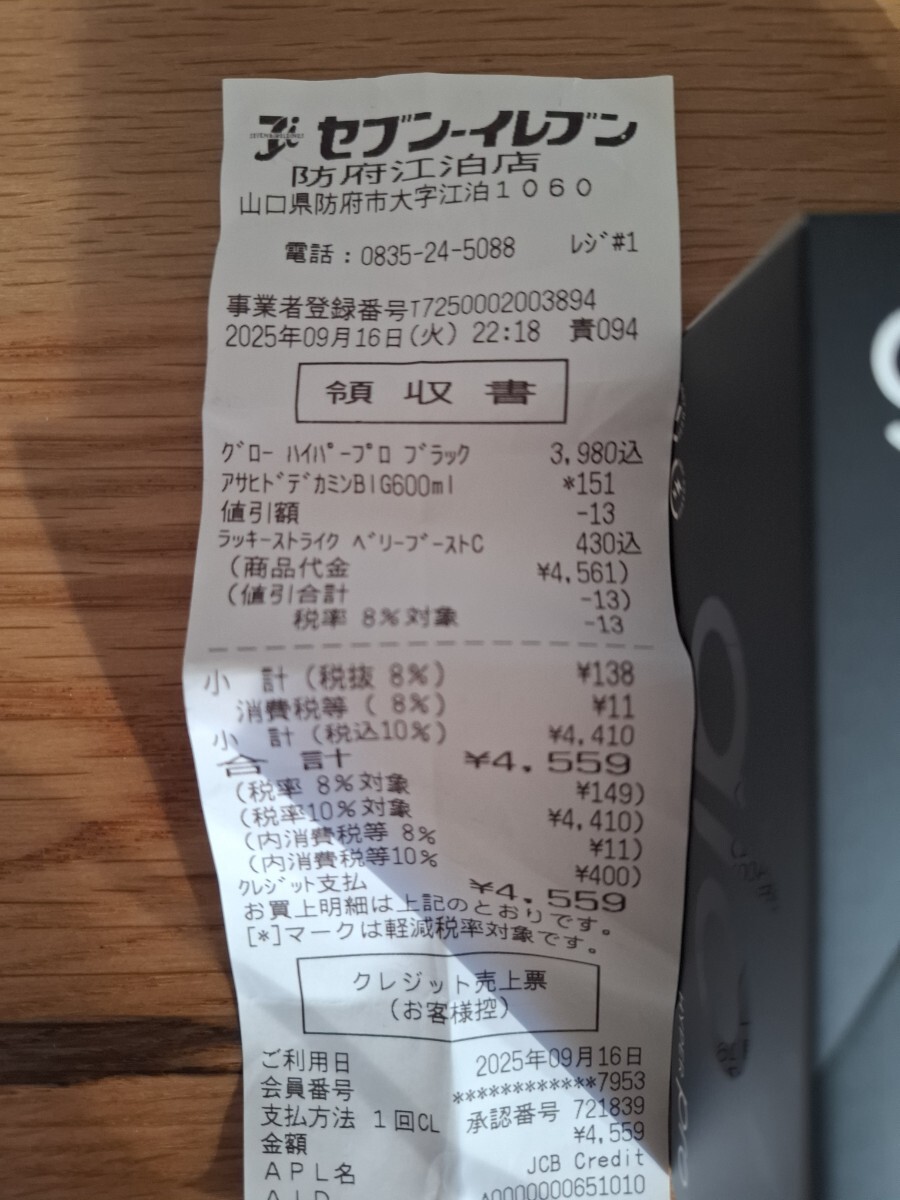 セブン-イレブン
防府江泊店
山口県防府市大字江泊1060
電話：0835-24-5088 ﾚｼﾞ#1
事業者登録番号T7250002003894
2025年09月16日(火) 22:18 責094
領収書
ｸﾞﾛｰ ﾊｲﾊﾟｰﾌﾟﾛ ﾌﾞﾗｯｸ 3,980込
ｱｻﾋﾄﾞﾃﾞｶﾐﾝBIG600ml *151
値引額 -13
ﾗｯｷｰｽﾄﾗｲｸ ﾍﾞﾘｰﾌﾞｰｽﾄC 430込
(商品代金 ¥4,561)
(値引合計 -13)
税率 8%対象 -13
小 計(税抜 8%) ¥138
消費税等( 8%) ¥11
小 計(税込10%) ¥4,410
合 計 ¥4,559
(税率 8%対象 ¥149)
(税率10%対象 ¥4,410)
(内消費税等 8% ¥11)
(内消費税等10% ¥400)
ｸﾚｼﾞｯﾄ支払 ¥4,559
お買上明細は上記のとおりです。
[*]マークは軽減税率対象です。
クレジット売上票
(お客様控)
ご利用日 2025年09月16日
会員番号 ************7953
支払方法 1回CL 承認番号 721839
金額 ¥4,559
APL名 JCB Credit
AID A0000000651010
glo